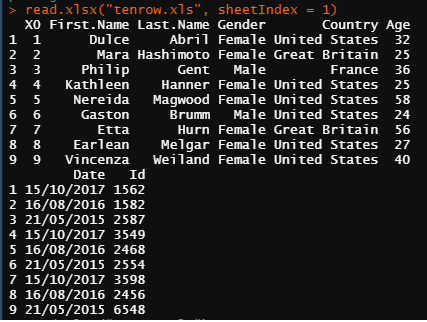 > read.xlsx("tenrow.xls", sheetIndex = 1)
XO First.Name Last.Name Gender Country Age
1 1 Dulce Abril Female United States 32
2 2 Mara Hashimoto Female Great Britain 25
3 3 Philip Gent Male France 36
4 4 Kathleen Hanner Female United States 25
5 5 Nereida Magwood Female United States 58
6 6 Gaston Brumm Male United States 24
7 7 Etta Hurn Female Great Britain 56
8 8 Earlean Melgar Female United States 27
9 9 Vincenza Weiland Female United States 40
Date Id
1 15/10/2017 1562
2 16/08/2016 1582
3 21/05/2015 2587
4 15/10/2017 3549
5 16/08/2016 2468
6 21/05/2015 2554
7 15/10/2017 3598
8 16/08/2016 2456
9 21/05/2015 6548